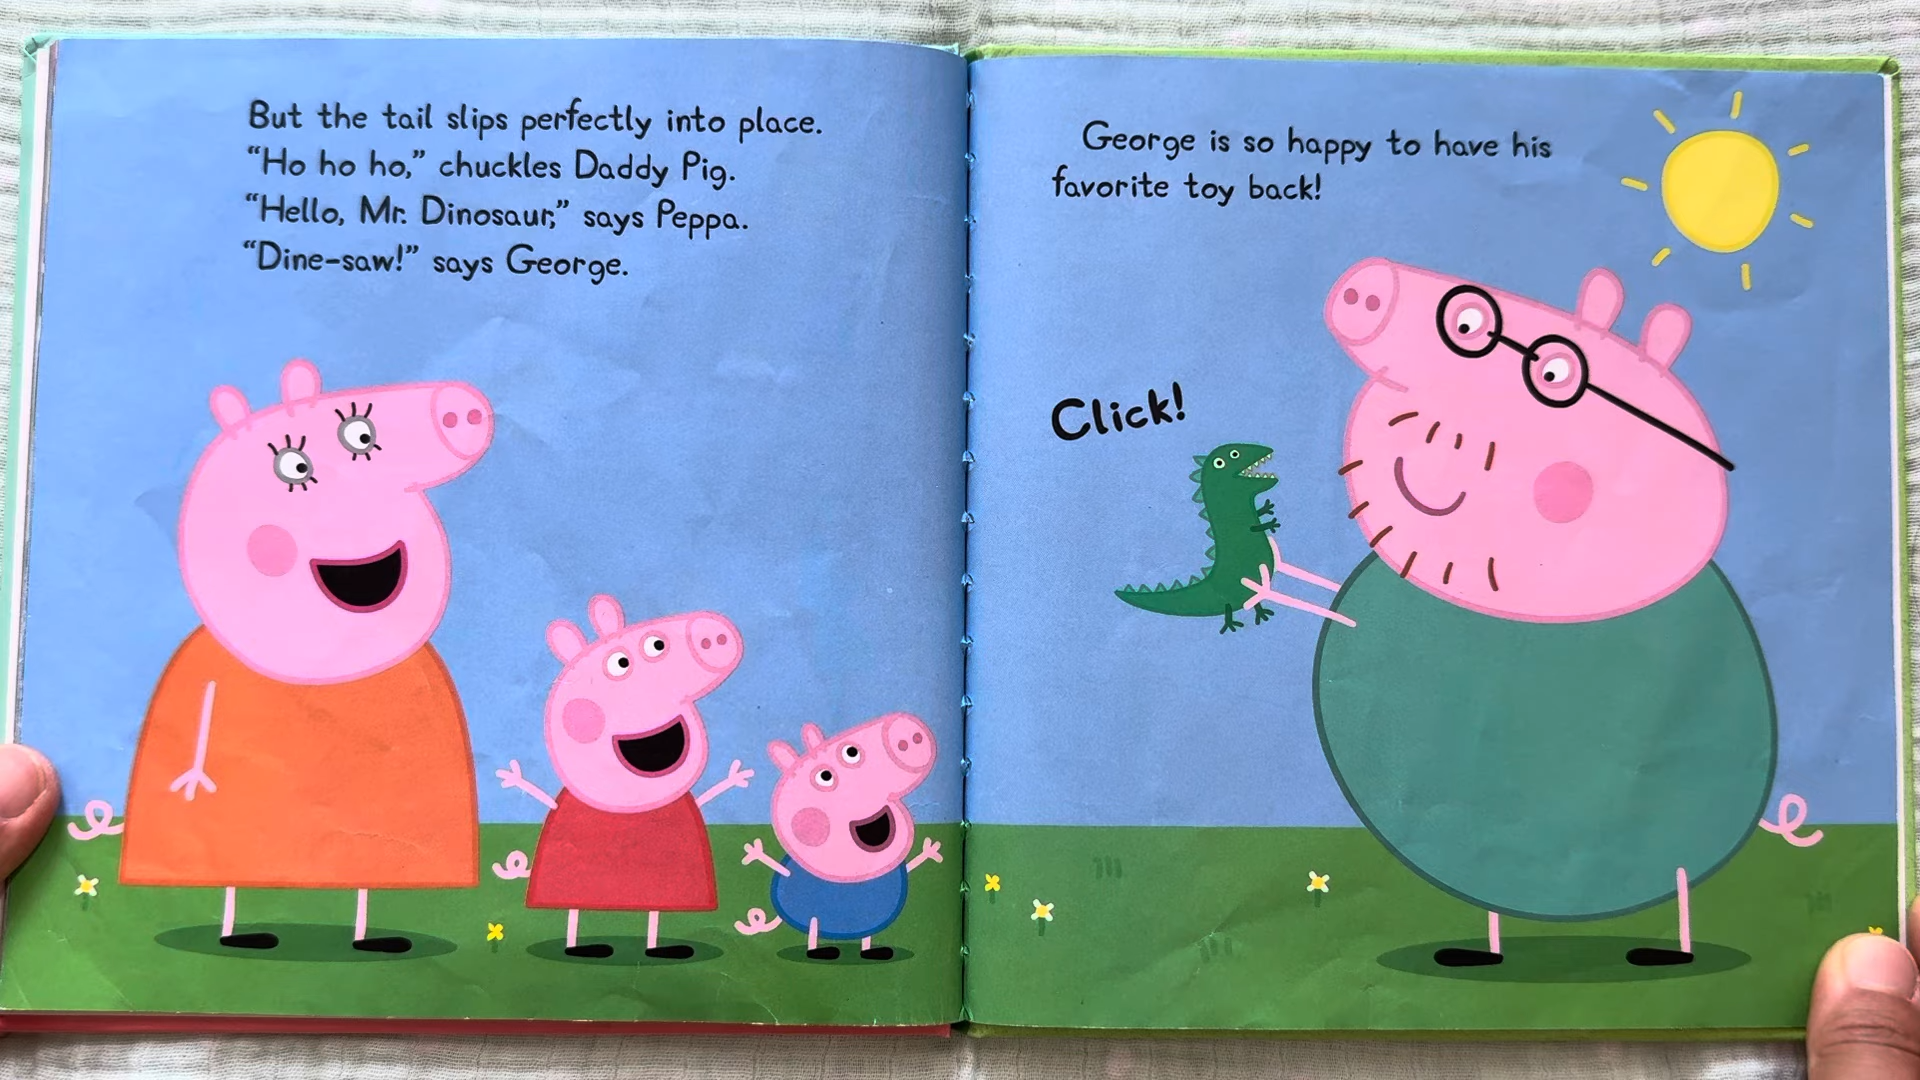 But the tail slips perfectly into place.
“Ho ho ho,” chuckles Daddy Pig.
“Hello, Mr. Dinosaur,” says Peppa.
“Dine-saw!” says George.
George is so happy to have his
favorite toy back!
Click!